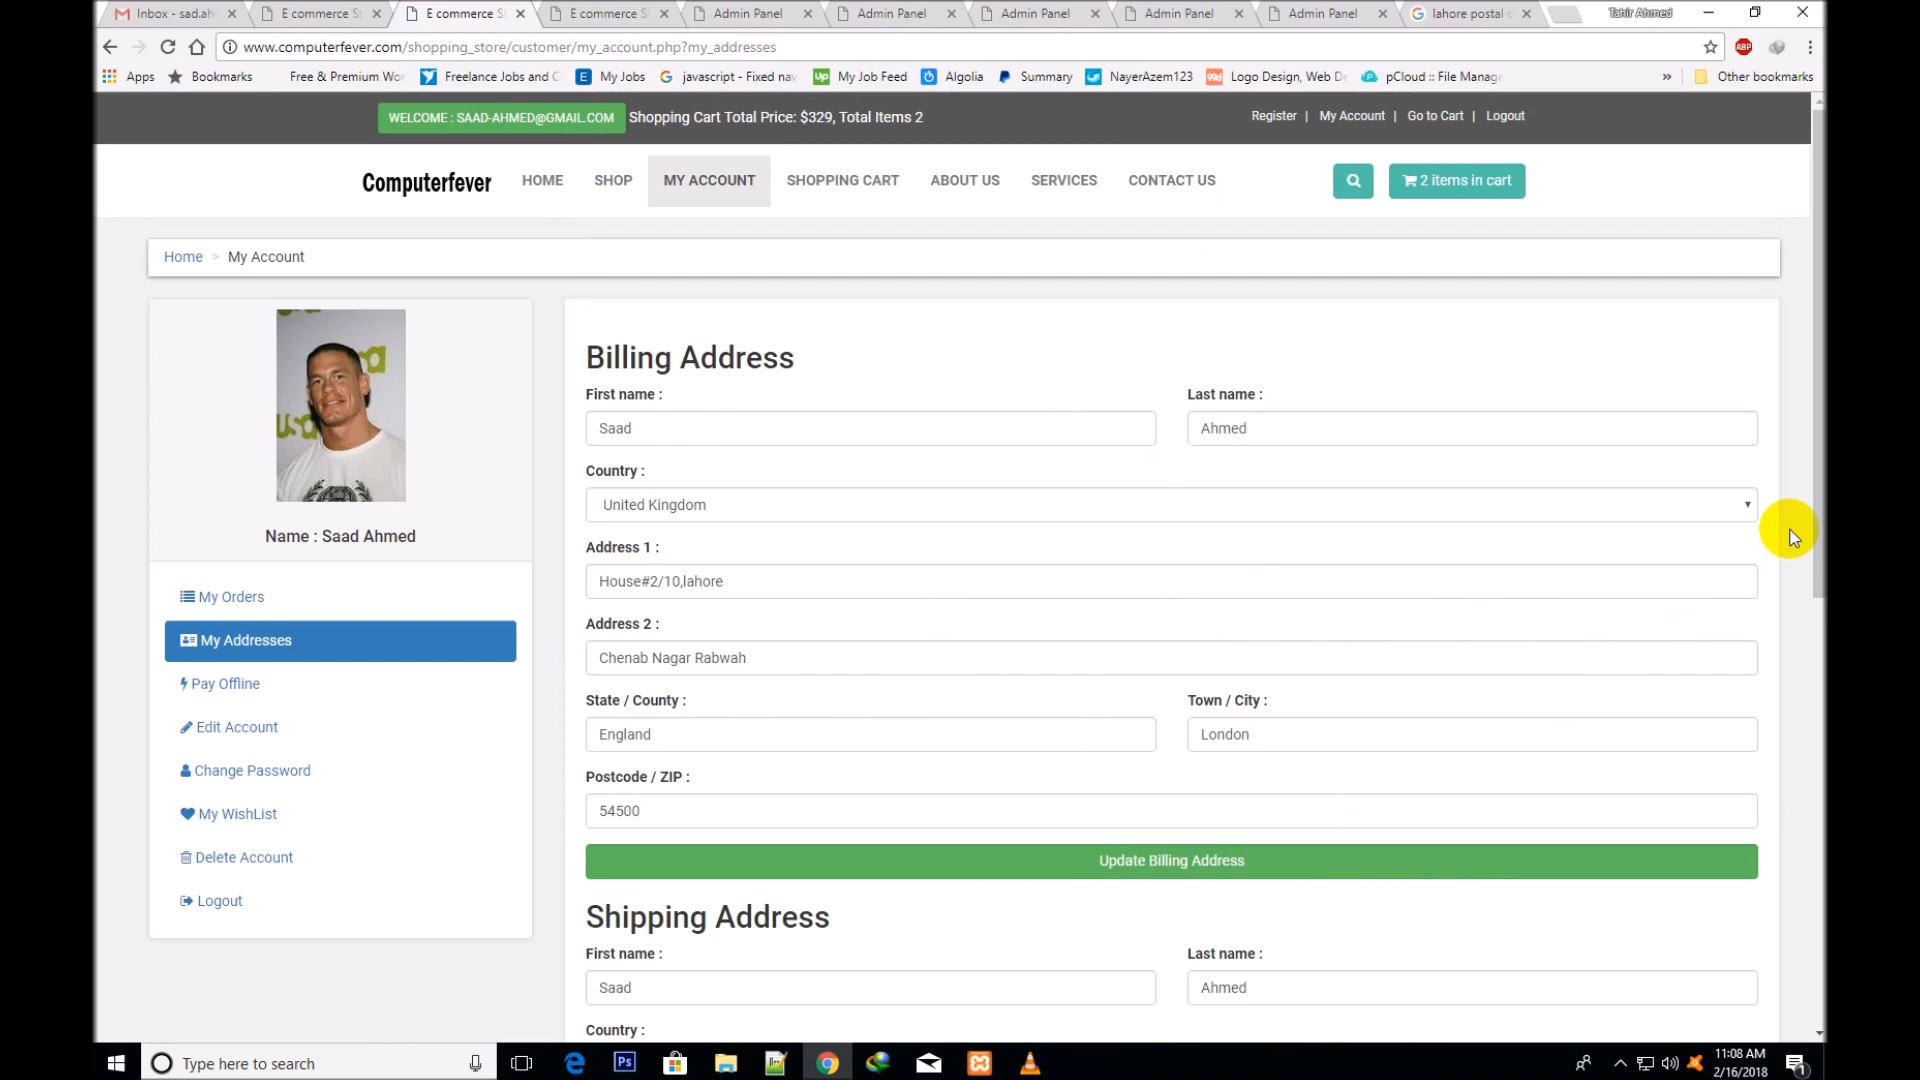 Inbox - sad.ah
E commerce S
E commerce S
E commerce S
Admin Panel
Admin Panel
Admin Panel
Admin Panel
Admin Panel
lahore postal c
Tahir Ahmed
www.computerfever.com/shopping_store/customer/my_account.php?my_addresses
ABP
Apps
Bookmarks
Free & Premium Wor
Freelance Jobs and C
My Jobs
javascript - Fixed nav
My Job Feed
Algolia
Summary
NayerAzem123
Logo Design, Web De
pCloud :: File Manage
»
Other bookmarks
WELCOME : SAAD-AHMED@GMAIL.COM Shopping Cart Total Price: $329, Total Items 2
Register | My Account | Go to Cart | Logout
Computerfever
HOME
SHOP
MY ACCOUNT
SHOPPING CART
ABOUT US
SERVICES
CONTACT US
2 items in cart
Home > My Account
Name : Saad Ahmed
My Orders
My Addresses
Pay Offline
Edit Account
Change Password
My WishList
Delete Account
Logout
Billing Address
First name :
Last name :
Saad
Ahmed
Country :
United Kingdom
Address 1 :
House#2/10,lahore
Address 2 :
Chenab Nagar Rabwah
State / County :
Town / City :
England
London
Postcode / ZIP :
54500
Update Billing Address
Shipping Address
First name :
Last name :
Saad
Ahmed
Country :
Type here to search
11:08 AM
2/16/2018